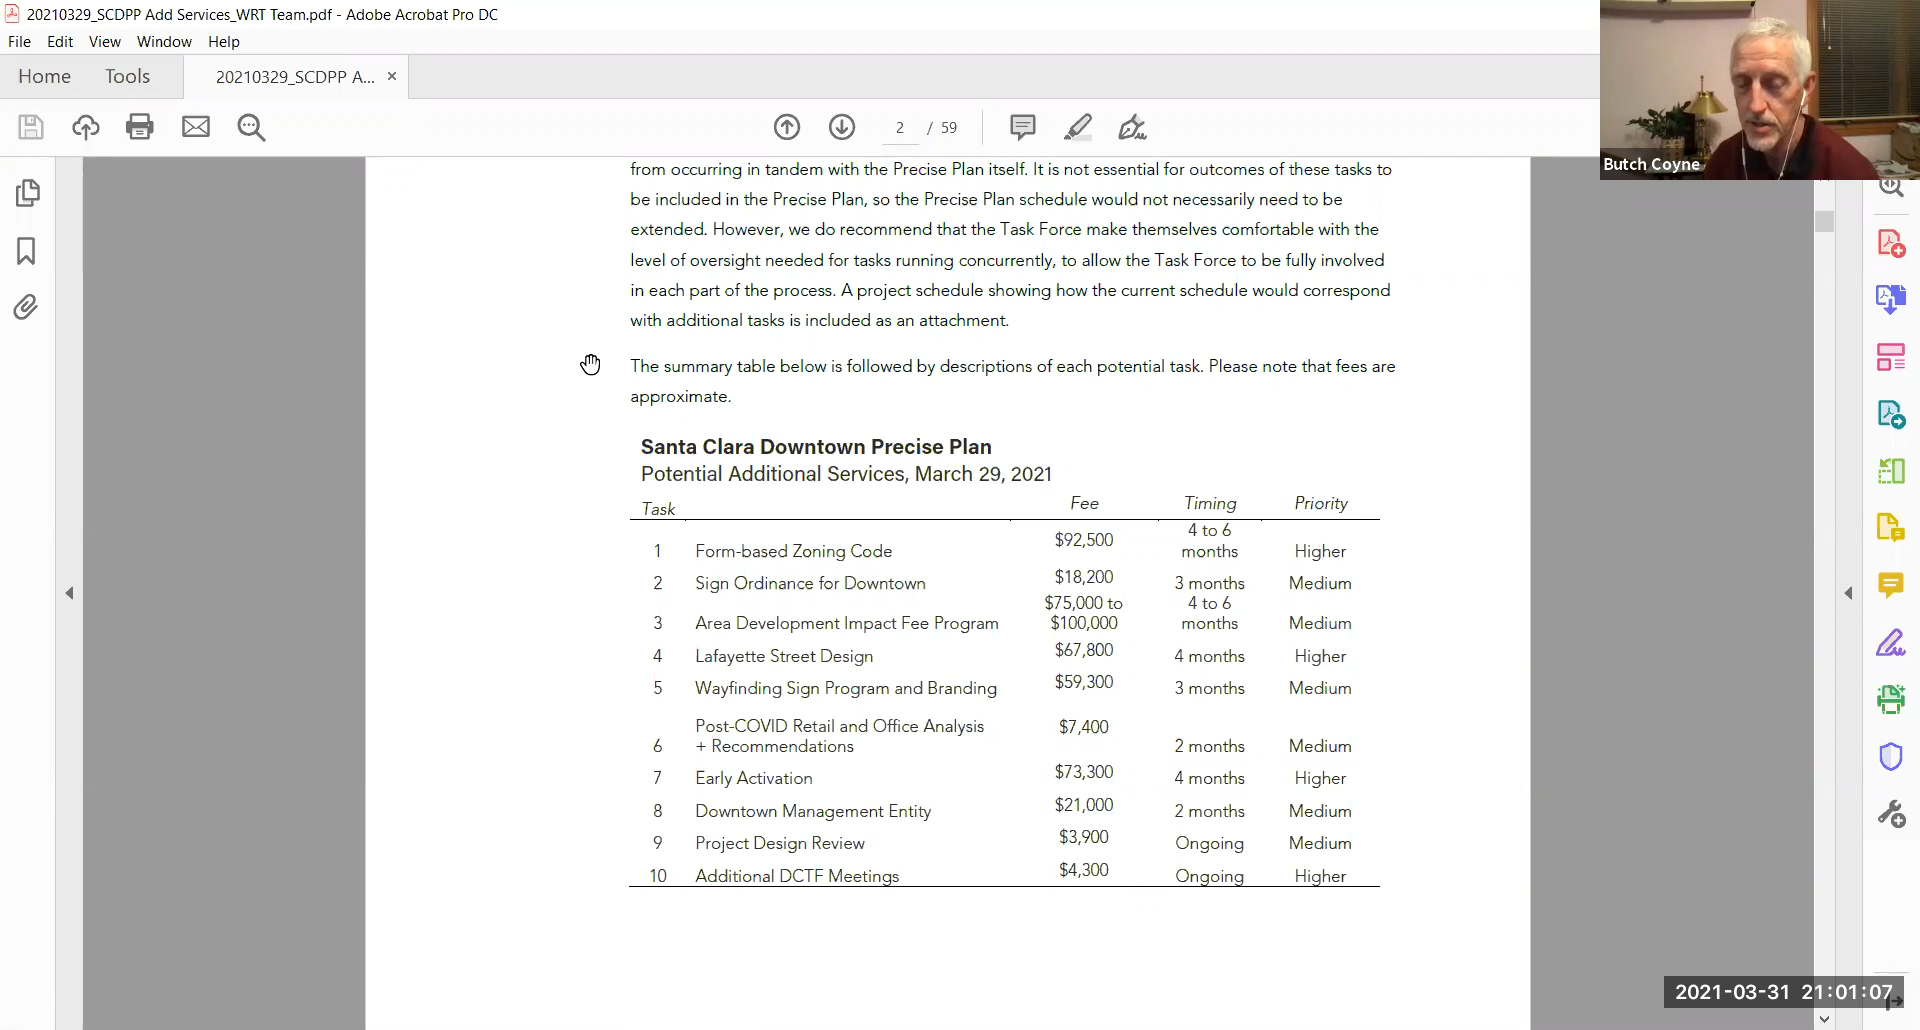 20210329_SCDPP Add Services_WRT Team.pdf - Adobe Acrobat Pro DC
File Edit View Window Help
Home Tools 20210329_SCDPP A... ×
2 / 59
Butch Coyne
from occurring in tandem with the Precise Plan itself. It is not essential for outcomes of these tasks to
be included in the Precise Plan, so the Precise Plan schedule would not necessarily need to be
extended. However, we do recommend that the Task Force make themselves comfortable with the
level of oversight needed for tasks running concurrently, to allow the Task Force to be fully involved
in each part of the process. A project schedule showing how the current schedule would correspond
with additional tasks is included as an attachment.
The summary table below is followed by descriptions of each potential task. Please note that fees are
approximate.
Santa Clara Downtown Precise Plan
Potential Additional Services, March 29, 2021
Task Fee Timing Priority
1 Form-based Zoning Code $92,500 4 to 6 months Higher
2 Sign Ordinance for Downtown $18,200 3 months Medium
3 Area Development Impact Fee Program $75,000 to $100,000 4 to 6 months Medium
4 Lafayette Street Design $67,800 4 months Higher
5 Wayfinding Sign Program and Branding $59,300 3 months Medium
6 Post-COVID Retail and Office Analysis + Recommendations $7,400 2 months Medium
7 Early Activation $73,300 4 months Higher
8 Downtown Management Entity $21,000 2 months Medium
9 Project Design Review $3,900 Ongoing Medium
10 Additional DCTF Meetings $4,300 Ongoing Higher
2021-03-31 21:01:07